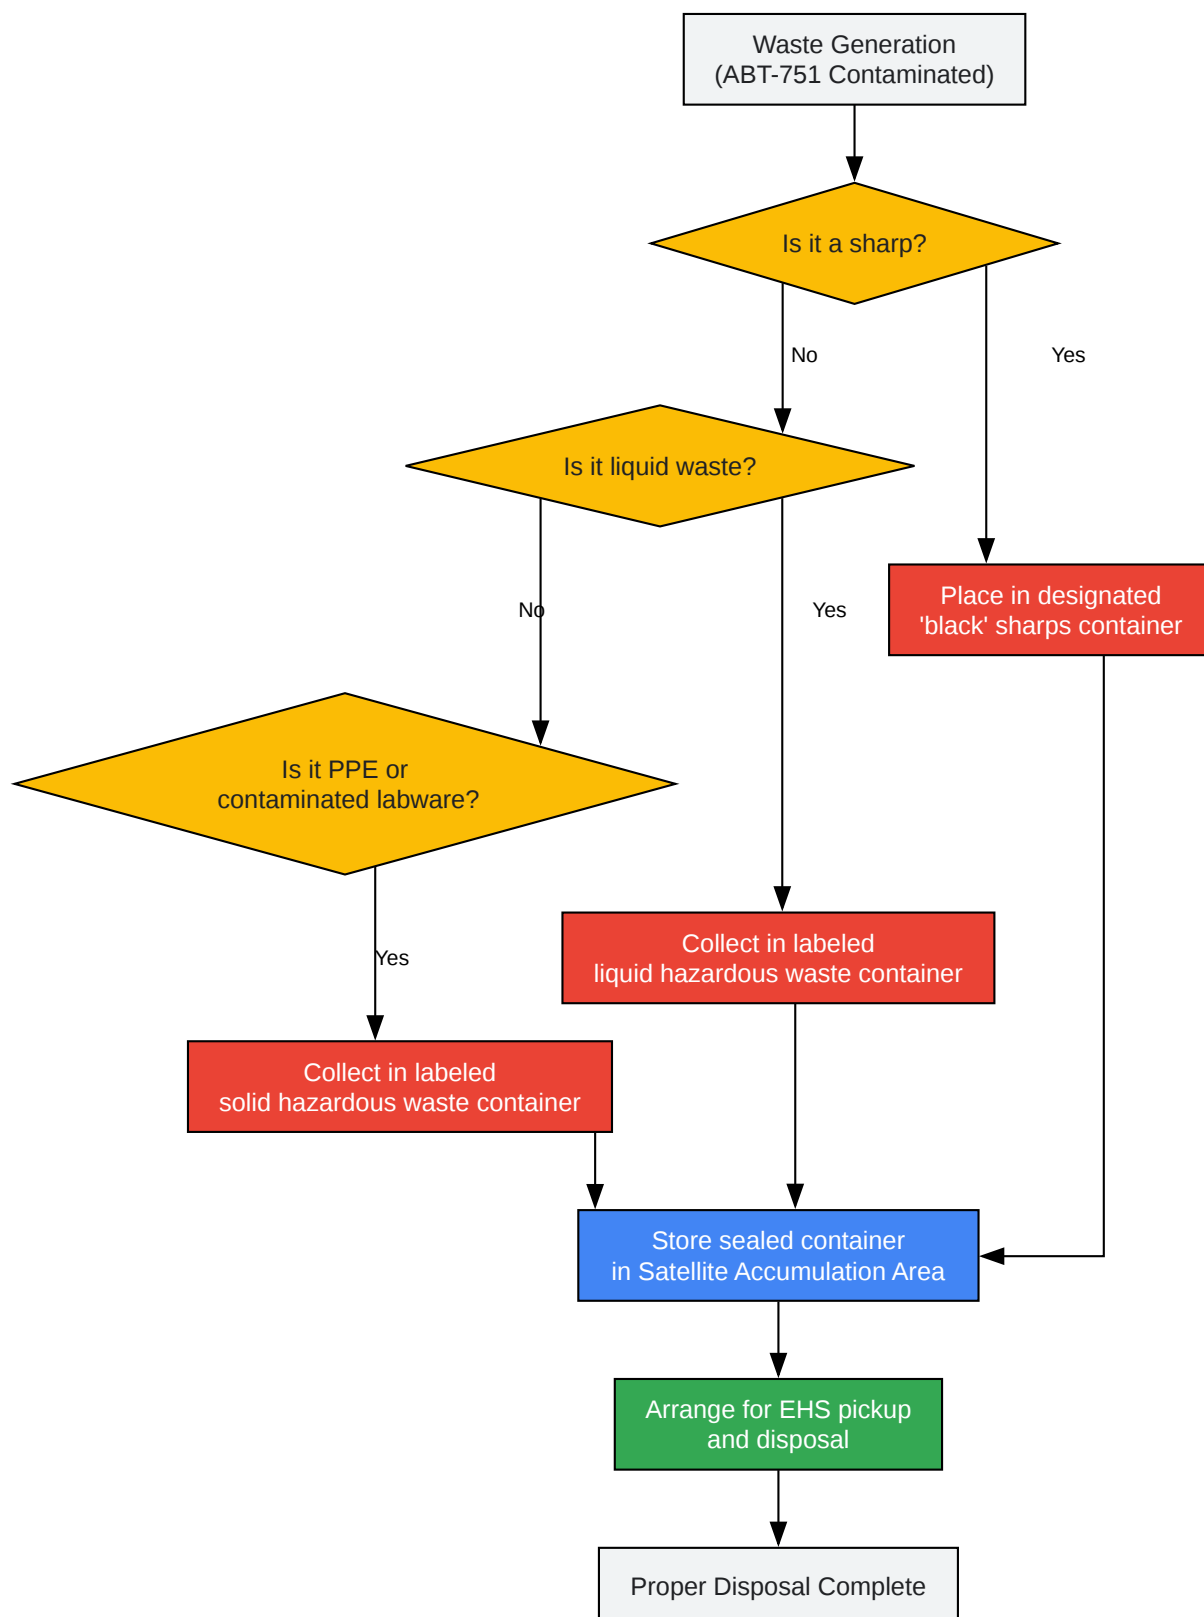 Waste Generation
(ABT-751 Contaminated)
Is it a sharp?
No
Yes
Is it liquid waste?
Place in designated
'black' sharps container
No
Yes
Is it PPE or
contaminated labware?
Collect in labeled
liquid hazardous waste container
Yes
Collect in labeled
solid hazardous waste container
Store sealed container
in Satellite Accumulation Area
Arrange for EHS pickup
and disposal
Proper Disposal Complete